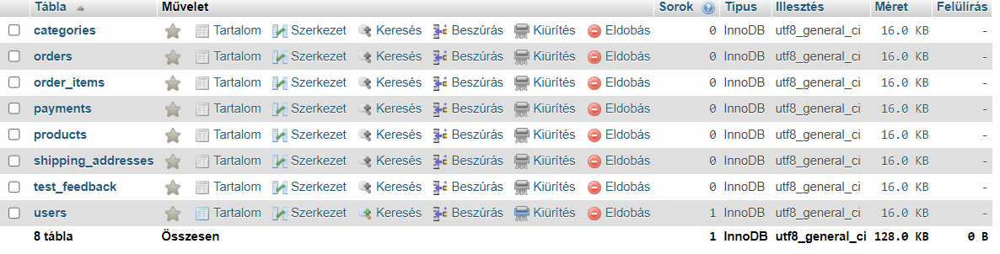 Tábla Művelet Sorok Típus Illesztés Méret Felülírás
categories Tartalom Szerkezet Keresés Beszúrás Kiürítés Eldobás 0 InnoDB utf8_general_ci 16.0 KB -
orders Tartalom Szerkezet Keresés Beszúrás Kiürítés Eldobás 0 InnoDB utf8_general_ci 16.0 KB -
order_items Tartalom Szerkezet Keresés Beszúrás Kiürítés Eldobás 0 InnoDB utf8_general_ci 16.0 KB -
payments Tartalom Szerkezet Keresés Beszúrás Kiürítés Eldobás 0 InnoDB utf8_general_ci 16.0 KB -
products Tartalom Szerkezet Keresés Beszúrás Kiürítés Eldobás 0 InnoDB utf8_general_ci 16.0 KB -
shipping_addresses Tartalom Szerkezet Keresés Beszúrás Kiürítés Eldobás 0 InnoDB utf8_general_ci 16.0 KB -
test_feedback Tartalom Szerkezet Keresés Beszúrás Kiürítés Eldobás 0 InnoDB utf8_general_ci 16.0 KB -
users Tartalom Szerkezet Keresés Beszúrás Kiürítés Eldobás 1 InnoDB utf8_general_ci 16.0 KB -
8 tábla Összesen 1 InnoDB utf8_general_ci 128.0 KB 0 B